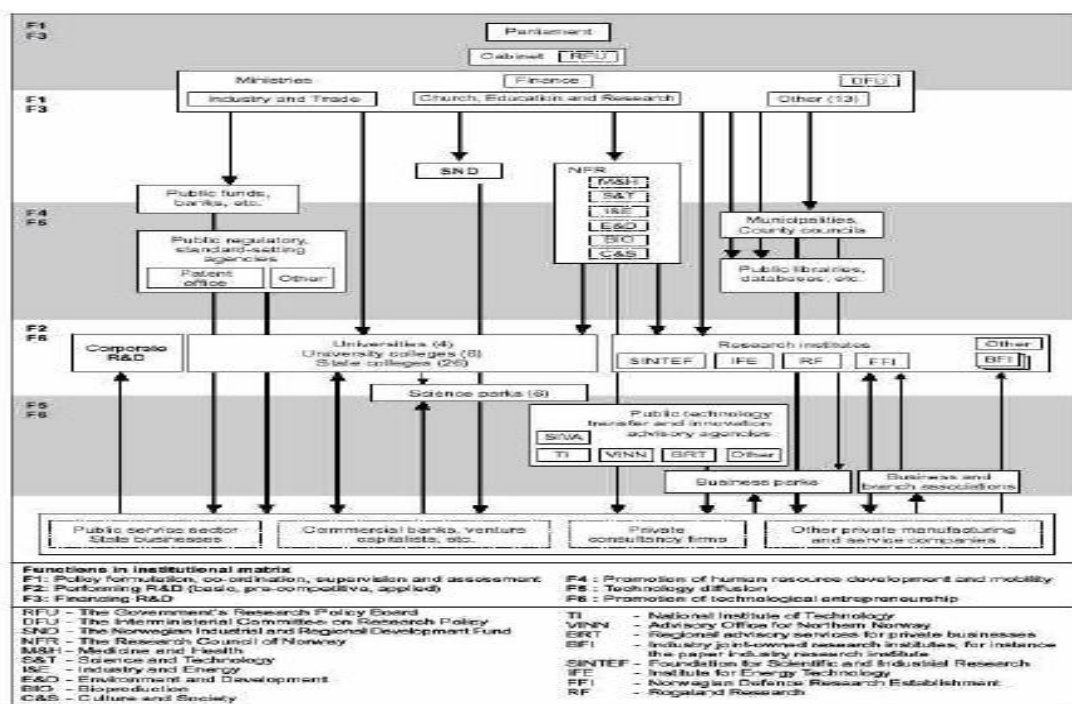 F1
F3
Parliament
Cabinet RFU
Ministries Finance DFU
F1
F3
Industry and Trade Church, Education and Research Other (13)
SND
NFR
M&H
S&T
I&E
E&D
BIO
C&S
Public funds,
banks, etc.
F4
F6
Public regulatory,
standard-setting
agencies
Patent
office
Other
Municipalities,
County councils
Public libraries,
databases, etc.
F2
F6
Corporate
R&D
Universities (4)
University colleges (6)
State colleges (26)
Research institutes
Other
SINTEF IFE RF FFI BFI
Science parks (6)
F5
F6
Public technology
transfer and innovation
advisory agencies
SIVA
TI VINN BRT Other
Business parks
Business and
branch associations
Public service sector
State businesses
Commercial banks, venture
capitalists, etc.
Private
consultancy firms
Other private manufacturing
and service companies
Functions in institutional matrix
F1: Policy formulation, co-ordination, supervision and assessment
F2: Performing R&D (basic, pre-competitive, applied)
F3: Financing R&D
F4 : Promotion of human resource development and mobility
F5 : Technology diffusion
F6 : Promotion of technological entrepreneurship
RFU - The Government's Research Policy Board
DFU - The Interministerial Committee on Research Policy
SND - The Norwegian Industrial and Regional Development Fund
NFR - The Research Council of Norway
M&H - Medicine and Health
S&T - Science and Technology
I&E - Industry and Energy
E&D - Environment and Development
BIO - Bioproduction
C&S - Culture and Society
TI - National Institute of Technology
VINN - Advisory Office for Northern Norway
BRT - Regional advisory services for private businesses
BFI - Industry joint-owned research institutes, for instance
the paper industry research institute
SINTEF - Foundation for Scientific and Industrial Research
IFE - Institute for Energy Technology
FFI - Norwegian Defence Research Establishment
RF - Rogaland Research